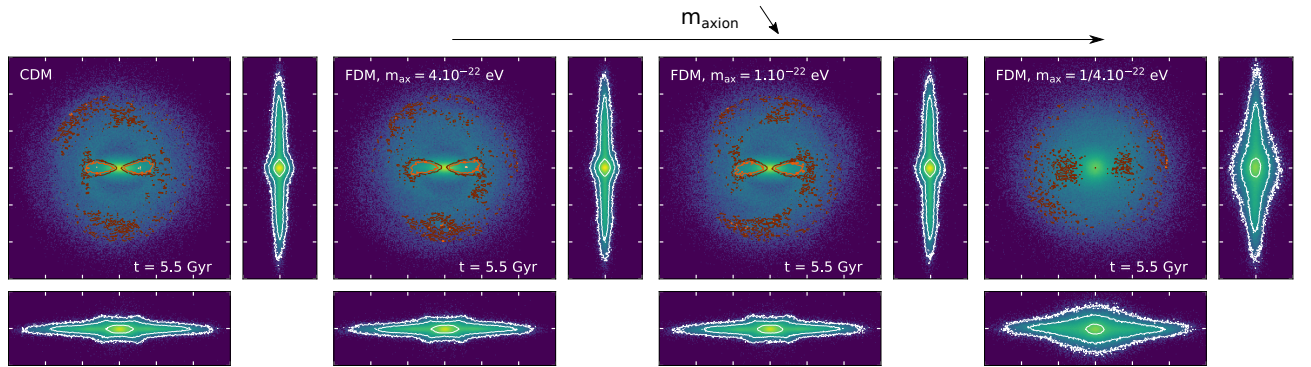 m_axion
CDM
t = 5.5 Gyr
FDM, m_ax = 4.10^−22 eV
t = 5.5 Gyr
FDM, m_ax = 1.10^−22 eV
t = 5.5 Gyr
FDM, m_ax = 1/4.10^−22 eV
t = 5.5 Gyr